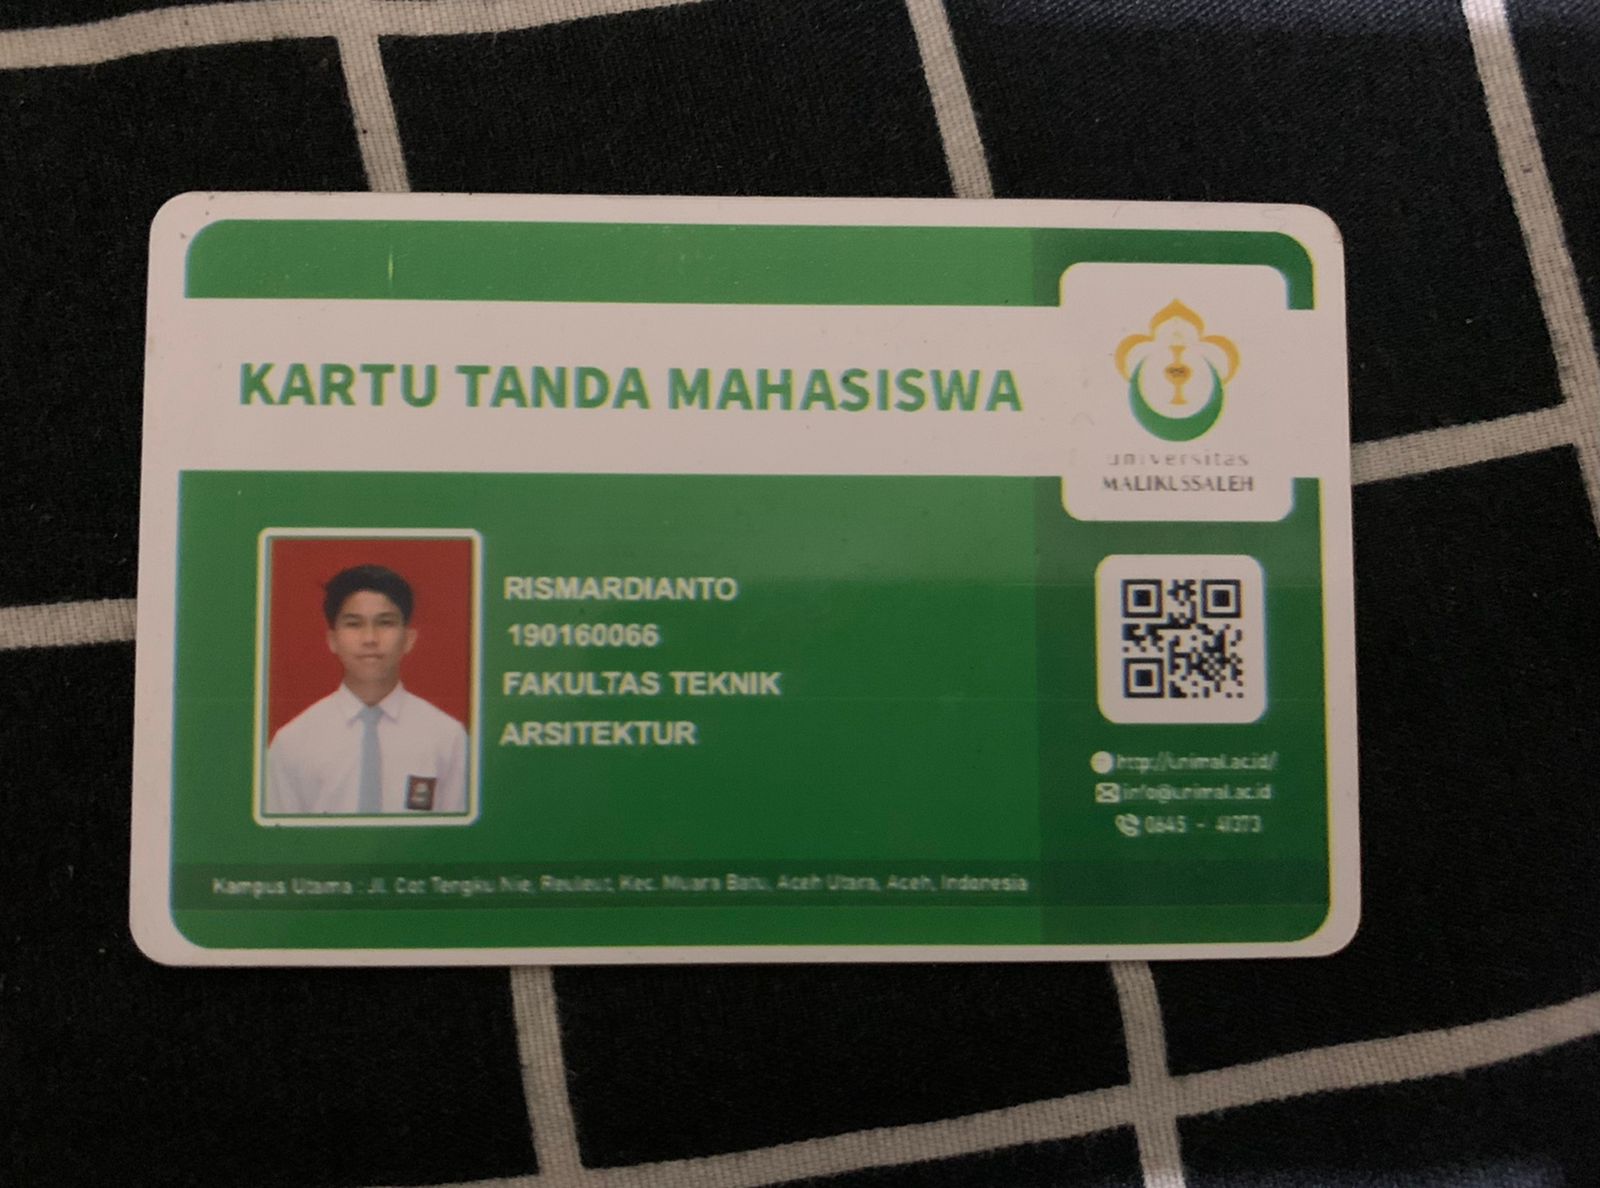 KARTU TANDA MAHASISWA
universitas
MALIKUSSALEH
RISMARDIANTO
190160066
FAKULTAS TEKNIK
ARSITEKTUR
http://unimal.ac.id/
info@unimal.ac.id
0645 - 41373
Kampus Utama : Jl. Cot Tengku Nie, Reuleut, Kec. Muara Batu, Aceh Utara, Aceh, Indonesia